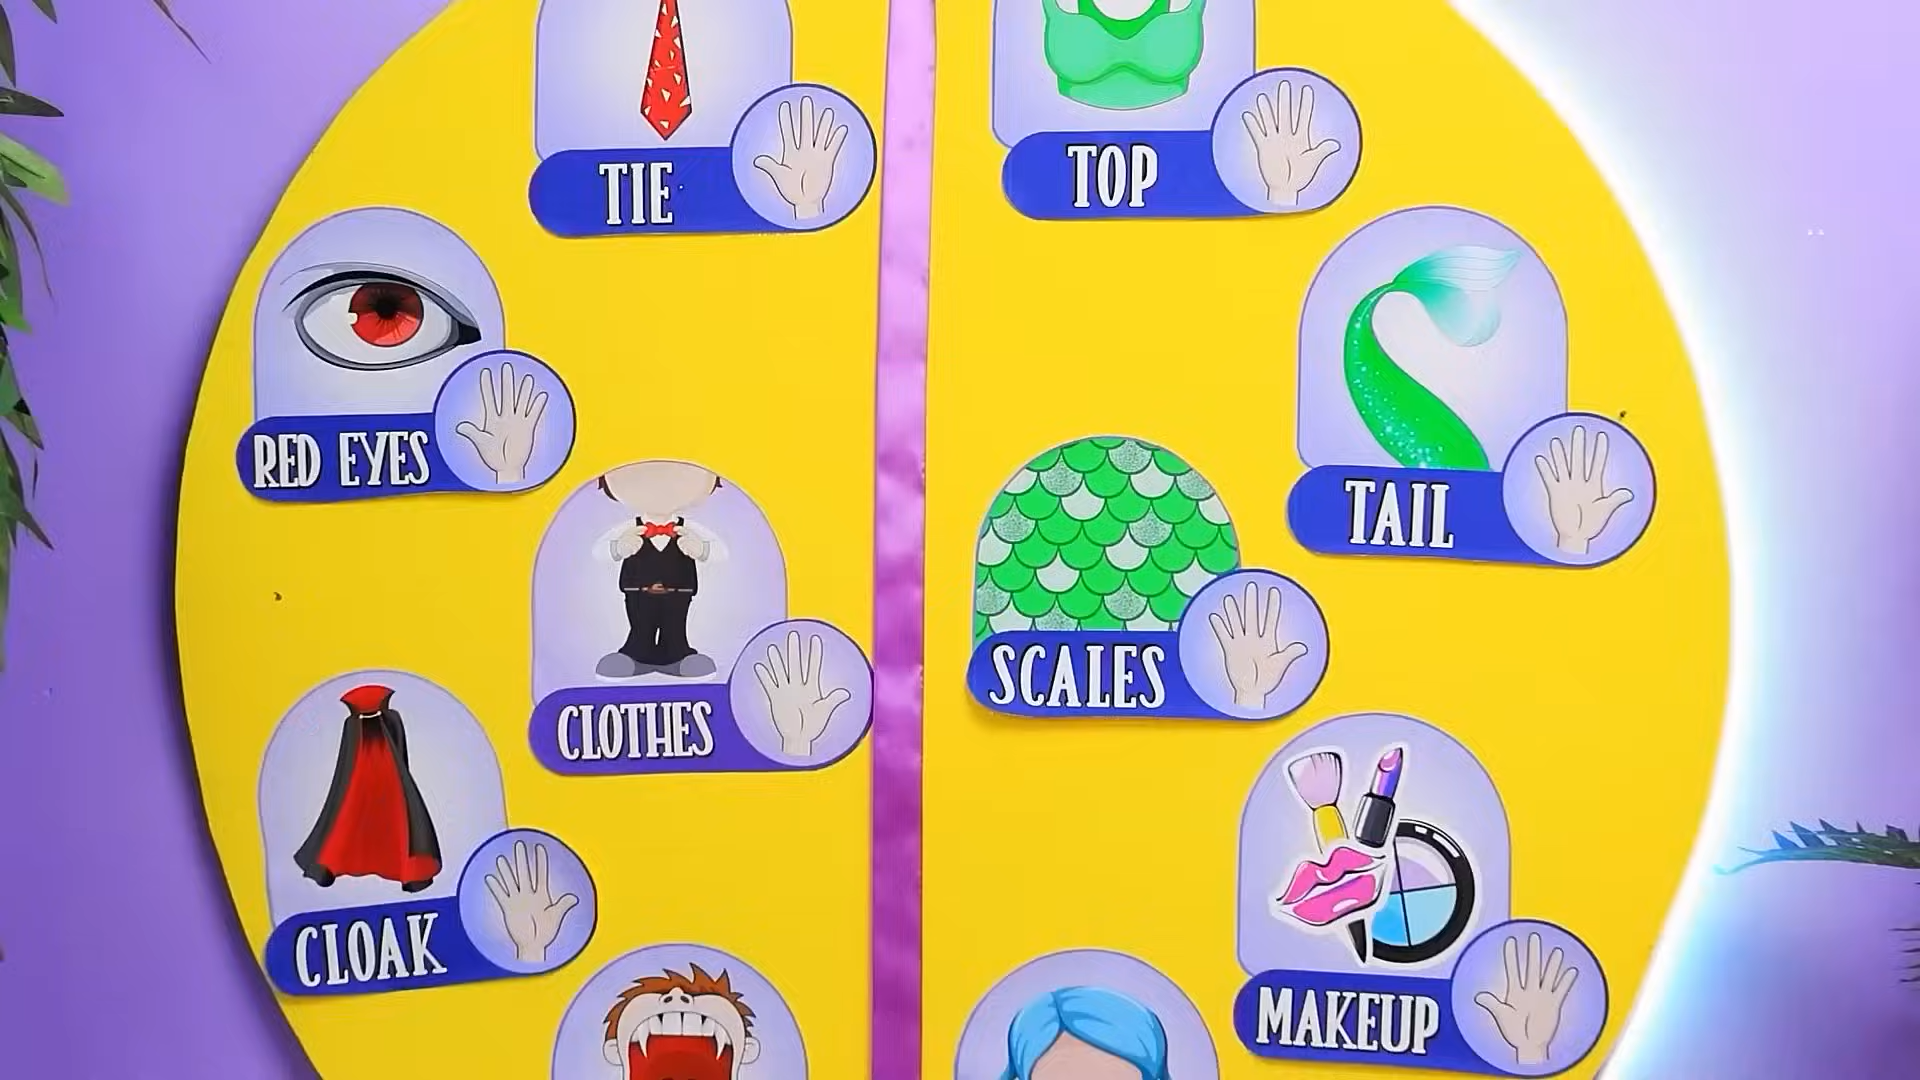 TIE
TOP
RED EYES
TAIL
CLOTHES
SCALES
CLOAK
MAKEUP